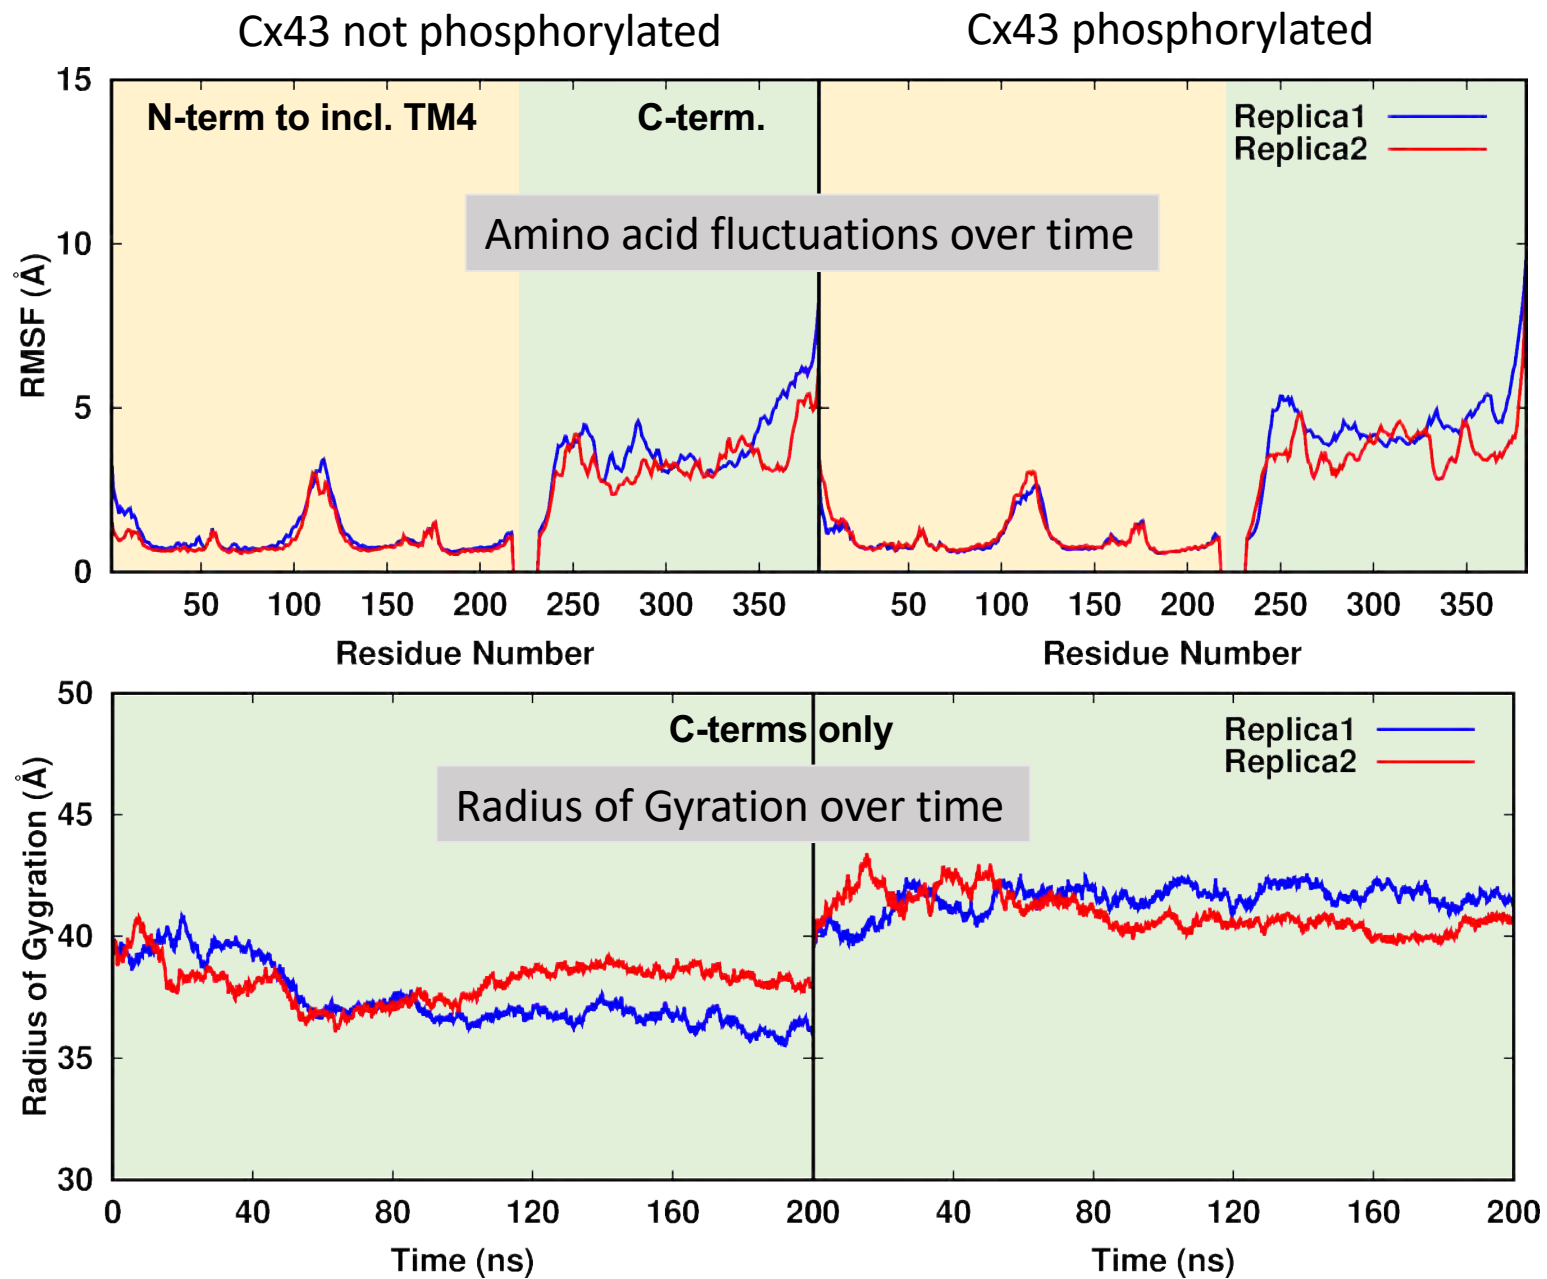 Cx43 not phosphorylated
Cx43 phosphorylated
15
10
5
0
RMSF (Å)
N-term to incl. TM4
C-term.
Replica1
Replica2
Amino acid fluctuations over time
50 100 150 200 250 300 350
50 100 150 200 250 300 350
Residue Number
Residue Number
50
45
40
35
30
Radius of Gygration (Å)
C-terms only
Replica1
Replica2
Radius of Gyration over time
0 40 80 120 160 200 40 80 120 160 200
Time (ns)
Time (ns)